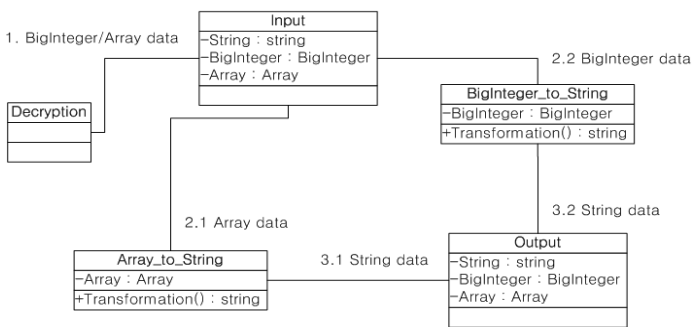 Input
1. BigInteger/Array data
-String : string
-BigInteger : BigInteger
-Array : Array
2.2 BigInteger data
Decryption
BigInteger_to_String
-BigInteger : BigInteger
+Transformation() : string
2.1 Array data
3.2 String data
Array_to_String
-Array : Array
+Transformation() : string
3.1 String data
Output
-String : string
-BigInteger : BigInteger
-Array : Array